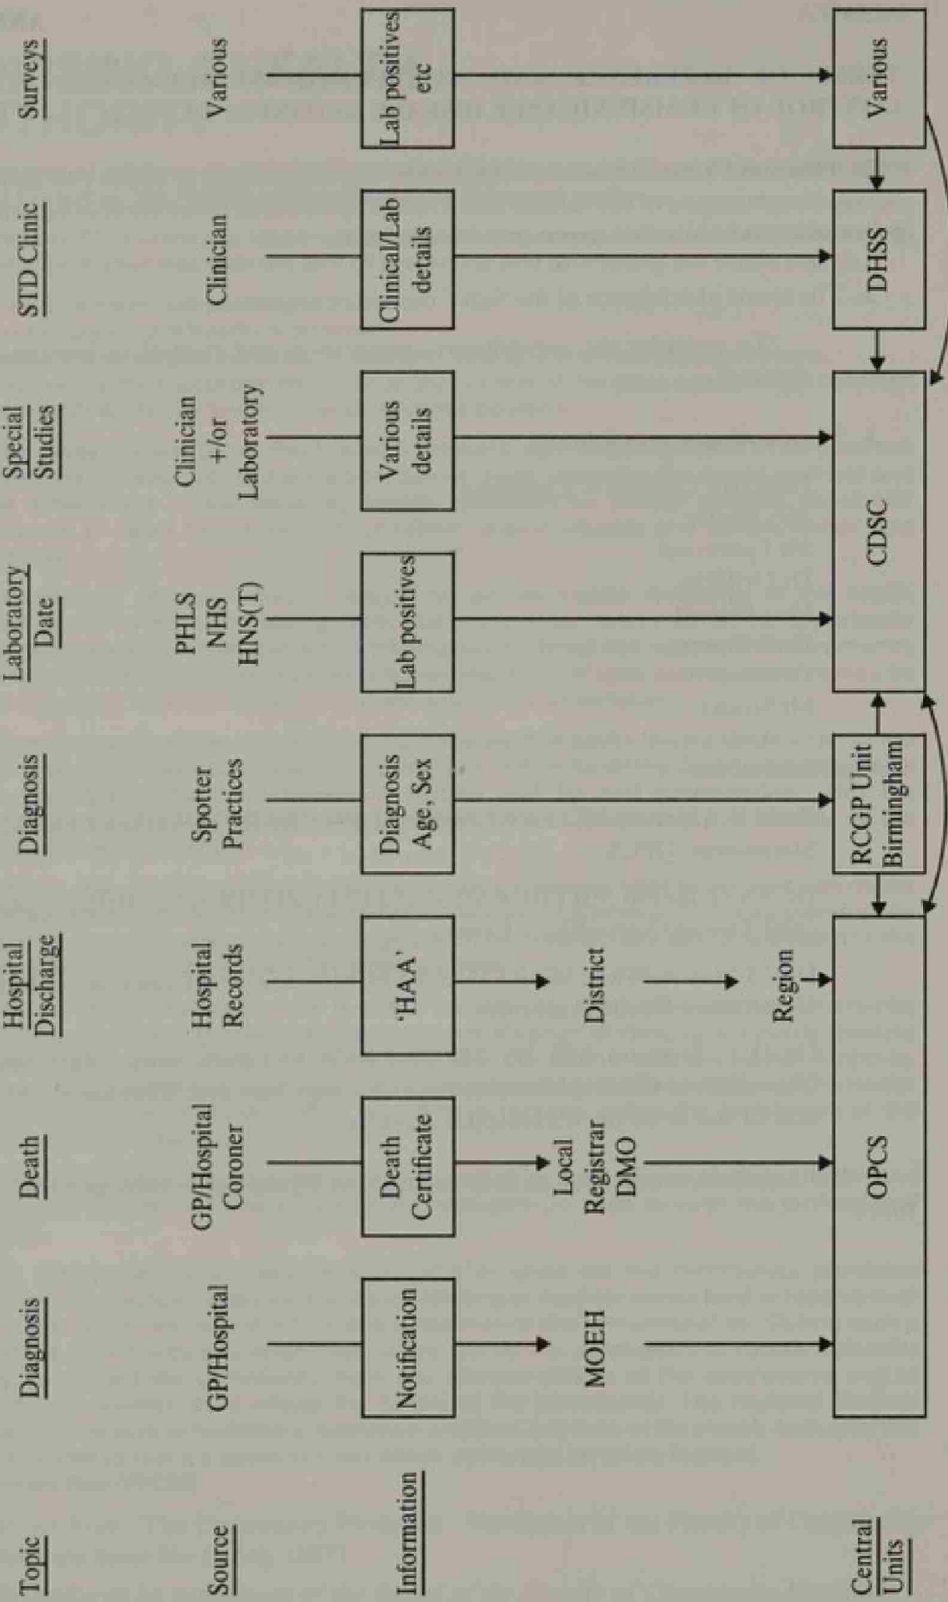 Topic
Diagnosis
Death
Hospital
Discharge
Diagnosis
Laboratory
Date
Special
Studies
STD Clinic
Surveys
Source
GP/Hospital
GP/Hospital
Coroner
Hospital
Records
Spotter
Practices
PHLS
NHS
HNS(T)
Clinician
+/or
Laboratory
Clinician
Various
Information
Notification
Death
Certificate
'HAA'
Diagnosis
Age, Sex
Lab positives
Various
details
Clinical/Lab
details
Lab positives
etc
MOEH
Local
Registrar
DMO
District
Region
Central
Units
OPCS
RCGP Unit
Birmingham
CDSC
DHSS
Various